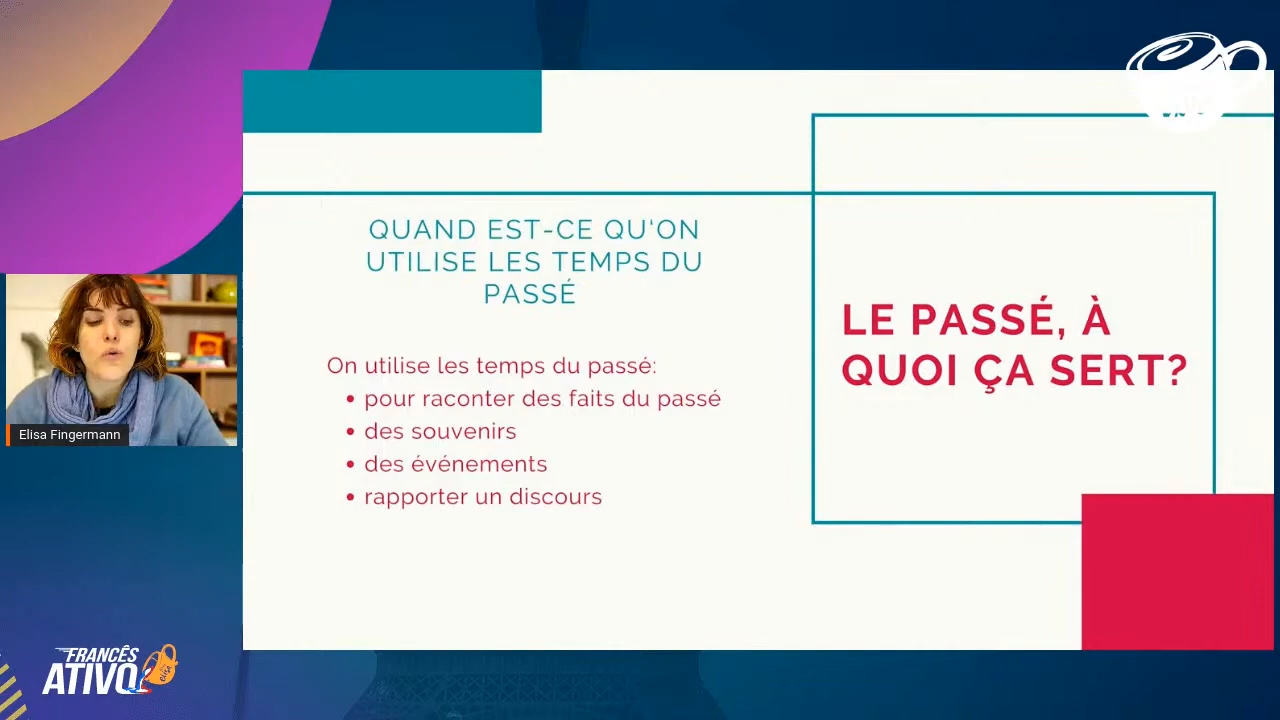 QUAND EST-CE QU'ON
UTILISE LES TEMPS DU
PASSÉ
On utilise les temps du passé:
• pour raconter des faits du passé
• des souvenirs
• des événements
• rapporter un discours
LE PASSÉ, À
QUOI ÇA SERT?
Elisa Fingermann
FRANCÊS
ATIVO